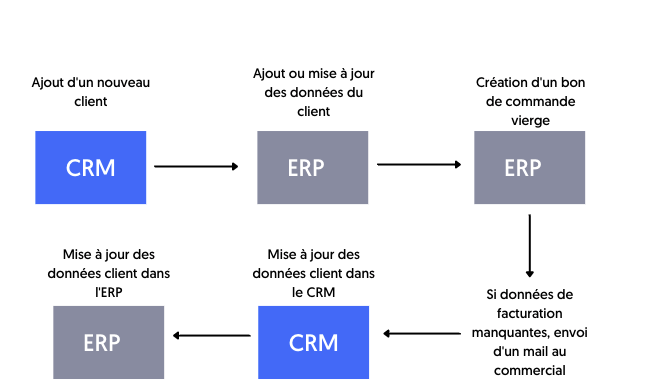 Ajout d'un nouveau
client
CRM
Ajout ou mise à jour
des données du
client
ERP
Création d'un bon
de commande
vierge
ERP
Si données de
facturation
manquantes, envoi
d'un mail au
commercial
Mise à jour des
données client dans
le CRM
CRM
Mise à jour des
données client dans
l'ERP
ERP